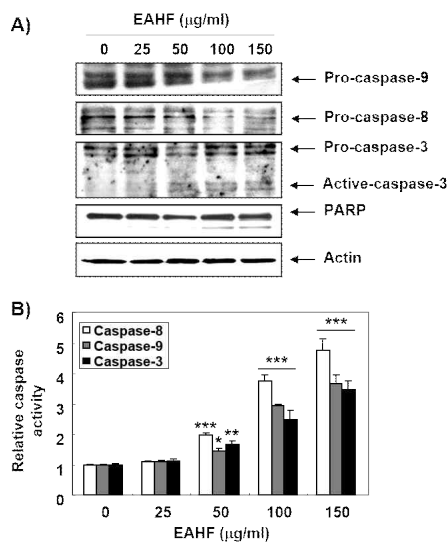 A)
EAHF (µg/ml)
0 25 50 100 150
Pro-caspase-9
Pro-caspase-8
Pro-caspase-3
Active-caspase-3
PARP
Actin
B)
Relative caspase activity
6
5
4
3
2
1
0
Caspase-8
Caspase-9
Caspase-3
*** * **
***
***
0 25 50 100 150
EAHF (µg/ml)